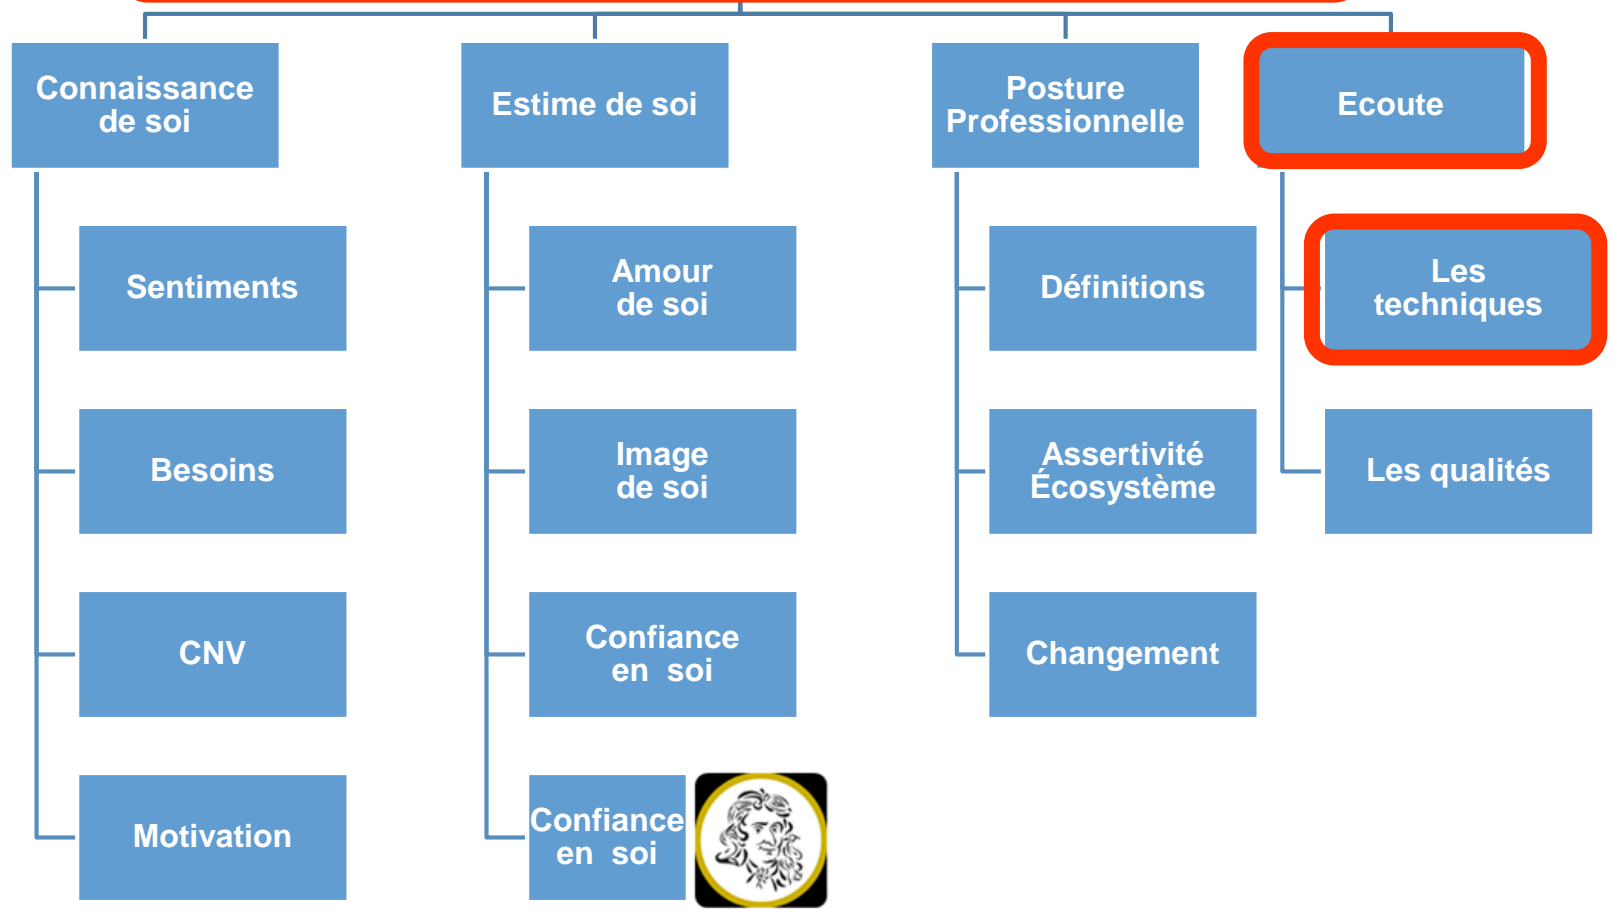 Connaissance
de soi
Estime de soi
Posture
Professionnelle
Ecoute
Sentiments
Amour
de soi
Définitions
Les
techniques
Besoins
Image
de soi
Assertivité
Écosystème
Les qualités
CNV
Confiance
en  soi
Changement
Motivation
Confiance
en  soi